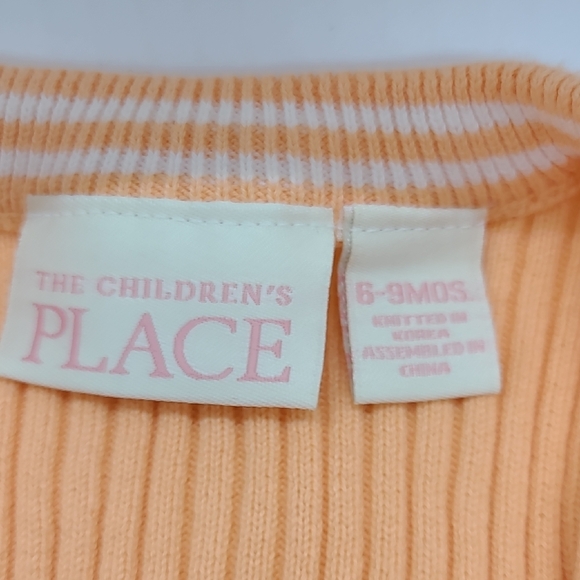 THE CHILDREN'S
PLACE
6-9MOS.
KNITTED IN
KOREA
ASSEMBLED IN
CHINA